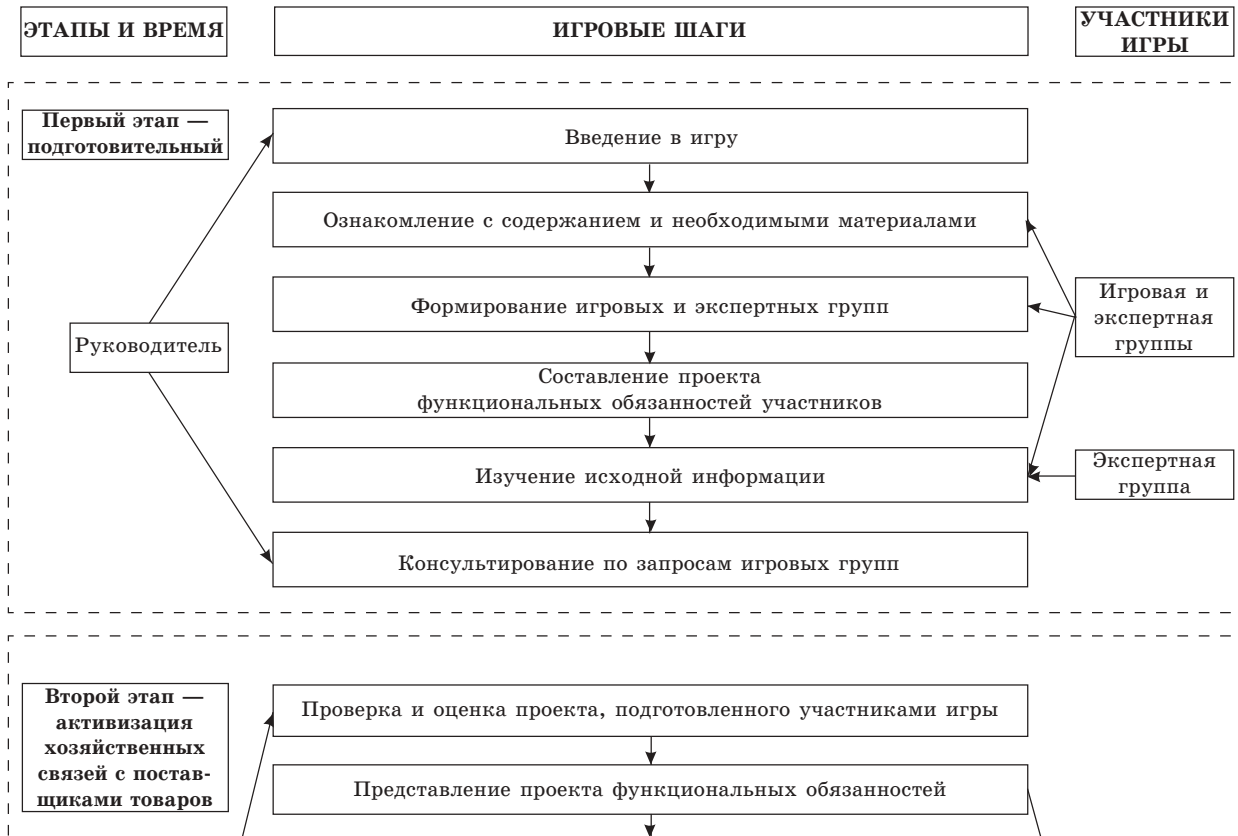 ЭТАПЫ И ВРЕМЯ
ИГРОВЫЕ ШАГИ
УЧАСТНИКИ
ИГРЫ
Первый этап —
подготовительный
Введение в игру
Ознакомление с содержанием и необходимыми материалами
Формирование игровых и экспертных групп
Игровая и
экспертная
группы
Руководитель
Составление проекта
функциональных обязанностей участников
Изучение исходной информации
Экспертная
группа
Консультирование по запросам игровых групп
Второй этап —
активизация
хозяйственных
связей с постав-
щиками товаров
Проверка и оценка проекта, подготовленного участниками игры
Представление проекта функциональных обязанностей